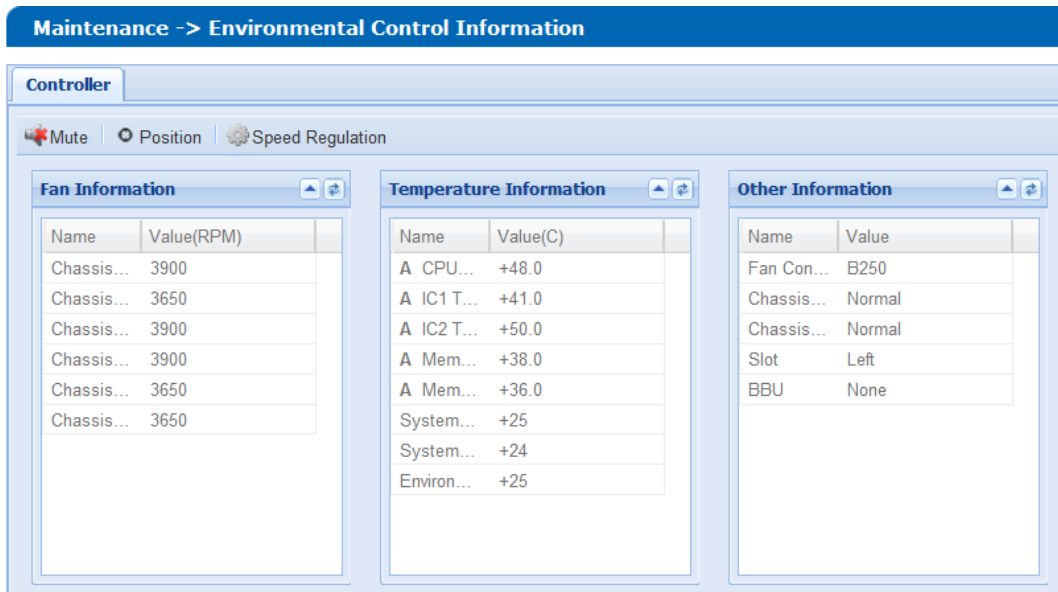 Maintenance -> Environmental Control Information
Controller
Mute Position Speed Regulation
Fan Information
Name Value(RPM)
Chassis... 3900
Chassis... 3650
Chassis... 3900
Chassis... 3900
Chassis... 3650
Chassis... 3650
Temperature Information
Name Value(C)
A CPU... +48.0
A IC1 T... +41.0
A IC2 T... +50.0
A Mem... +38.0
A Mem... +36.0
System... +25
System... +24
Environ... +25
Other Information
Name Value
Fan Con... B250
Chassis... Normal
Chassis... Normal
Slot Left
BBU None